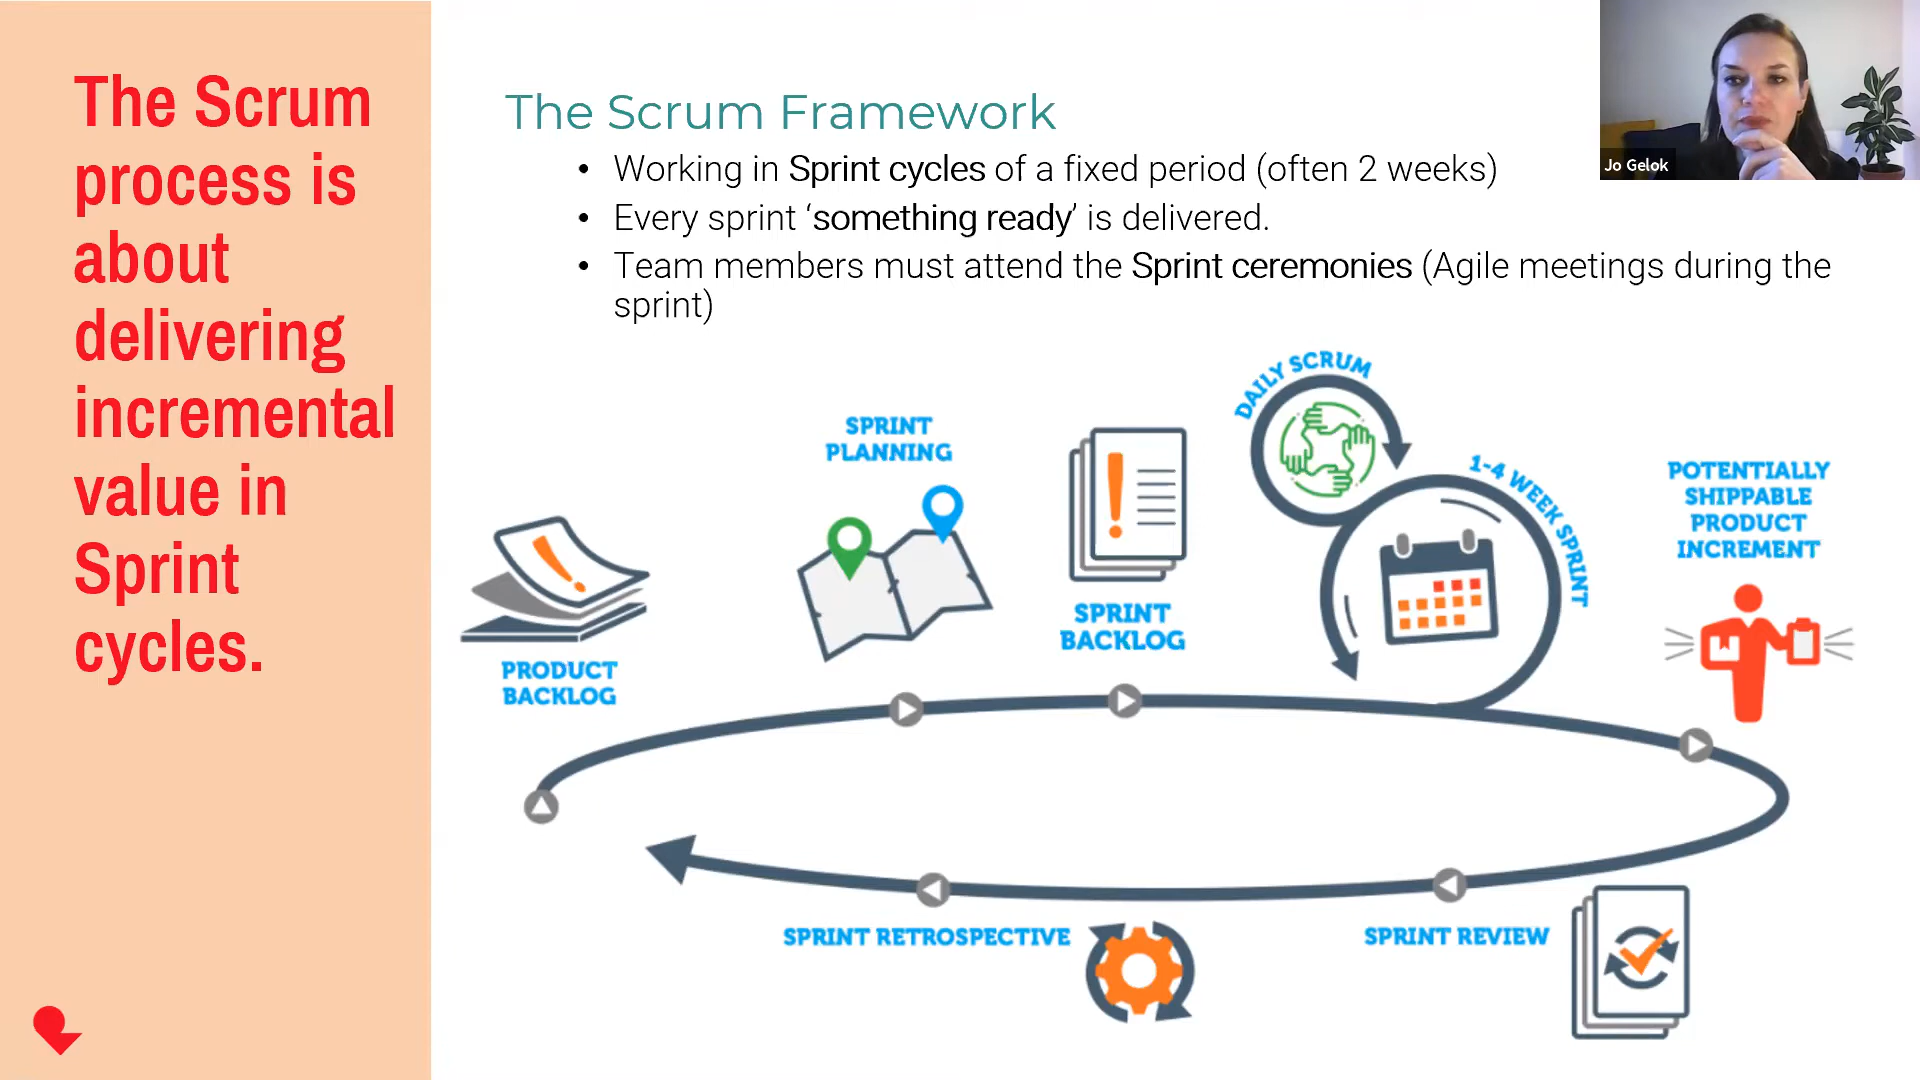 The Scrum
process is
about
delivering
incremental
value in
Sprint
cycles.
The Scrum Framework
• Working in Sprint cycles of a fixed period (often 2 weeks)
• Every sprint ‘something ready’ is delivered.
• Team members must attend the Sprint ceremonies (Agile meetings during the
sprint)
Jo Gelok
PRODUCT
BACKLOG
SPRINT
PLANNING
SPRINT
BACKLOG
DAILY SCRUM
1-4 WEEK SPRINT
POTENTIALLY
SHIPPABLE
PRODUCT
INCREMENT
SPRINT RETROSPECTIVE
SPRINT REVIEW